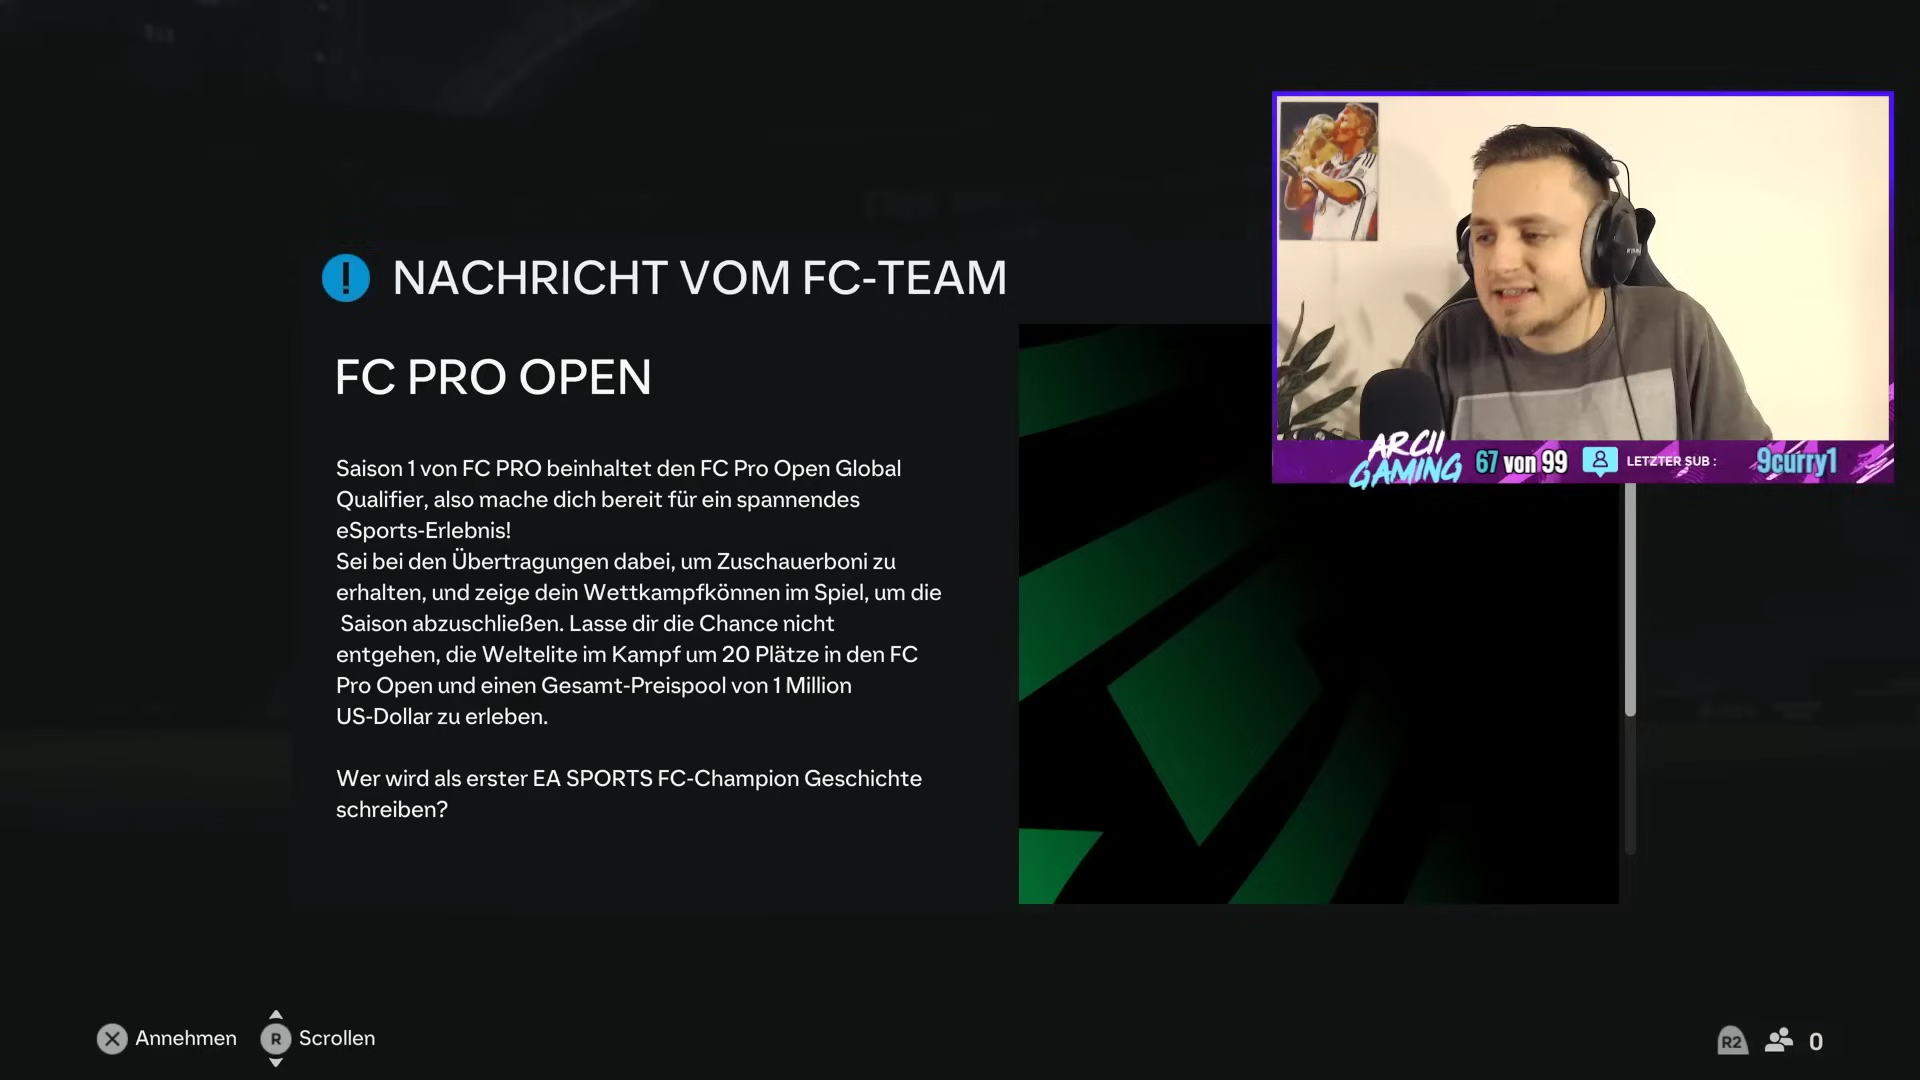 NACHRICHT VOM FC-TEAM
FC PRO OPEN
Saison 1 von FC PRO beinhaltet den FC Pro Open Global
Qualifier, also mache dich bereit für ein spannendes
eSports-Erlebnis!
Sei bei den Übertragungen dabei, um Zuschauerboni zu
erhalten, und zeige dein Wettkampfkönnen im Spiel, um die
Saison abzuschließen. Lasse dir die Chance nicht
entgehen, die Weltelite im Kampf um 20 Plätze in den FC
Pro Open und einen Gesamt-Preispool von 1 Million
US-Dollar zu erleben.
Wer wird als erster EA SPORTS FC-Champion Geschichte
schreiben?
ARCII
GAMING
67 von 99
LETZTER SUB :
9curry1
Annehmen
R
Scrollen
R2
0